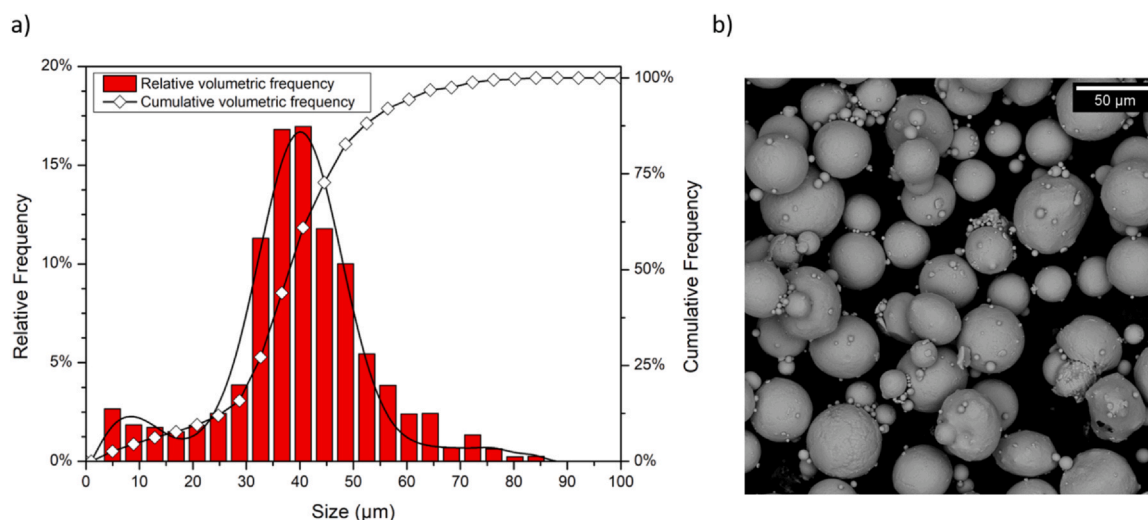 a)
b)
20%
15%
10%
5%
0%
Relative Frequency
Relative volumetric frequency
Cumulative volumetric frequency
100%
75%
50%
25%
0%
Cumulative Frequency
0 10 20 30 40 50 60 70 80 90 100
Size (µm)
50 µm